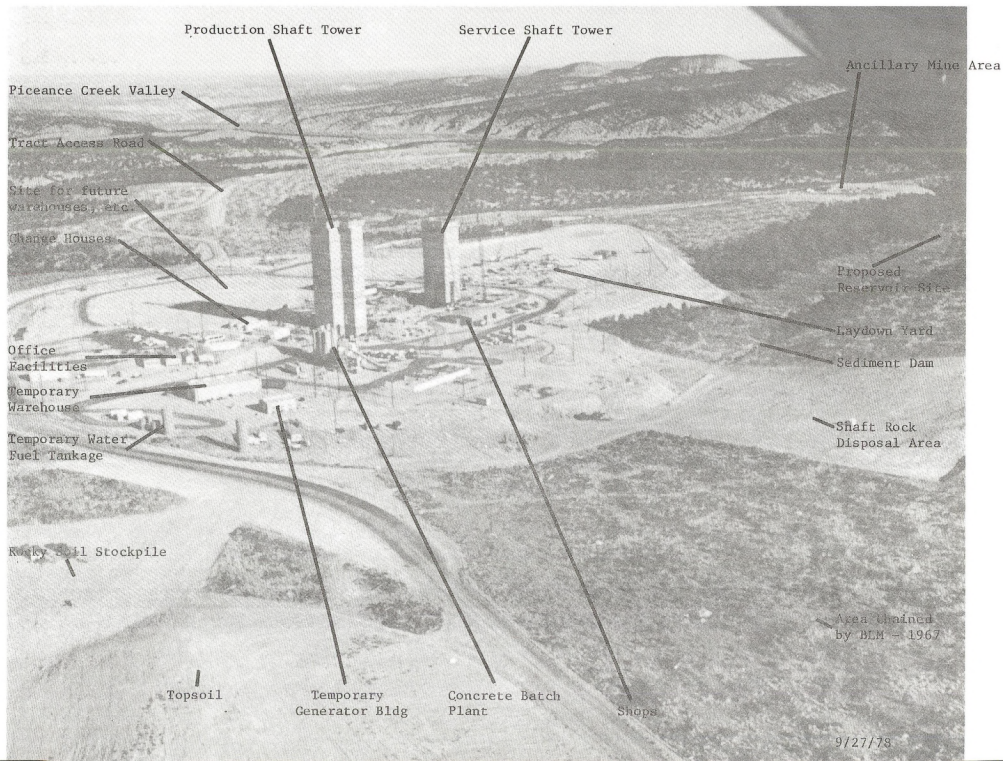 Production Shaft Tower
Service Shaft Tower
Ancillary Mine Area
Piceance Creek Valley
Tract Access Road
Site for future
warehouses, etc.
Change Houses
Proposed
Reservoir Site
Laydown Yard
Office
Facilities
Sediment Dam
Temporary
Warehouse
Shaft Rock
Disposal Area
Temporary Water
Fuel Tankage
Rocky Soil Stockpile
Area Chained
by BLM - 1967
Topsoil
Temporary
Generator Bldg
Concrete Batch
Plant
Shops
9/27/78